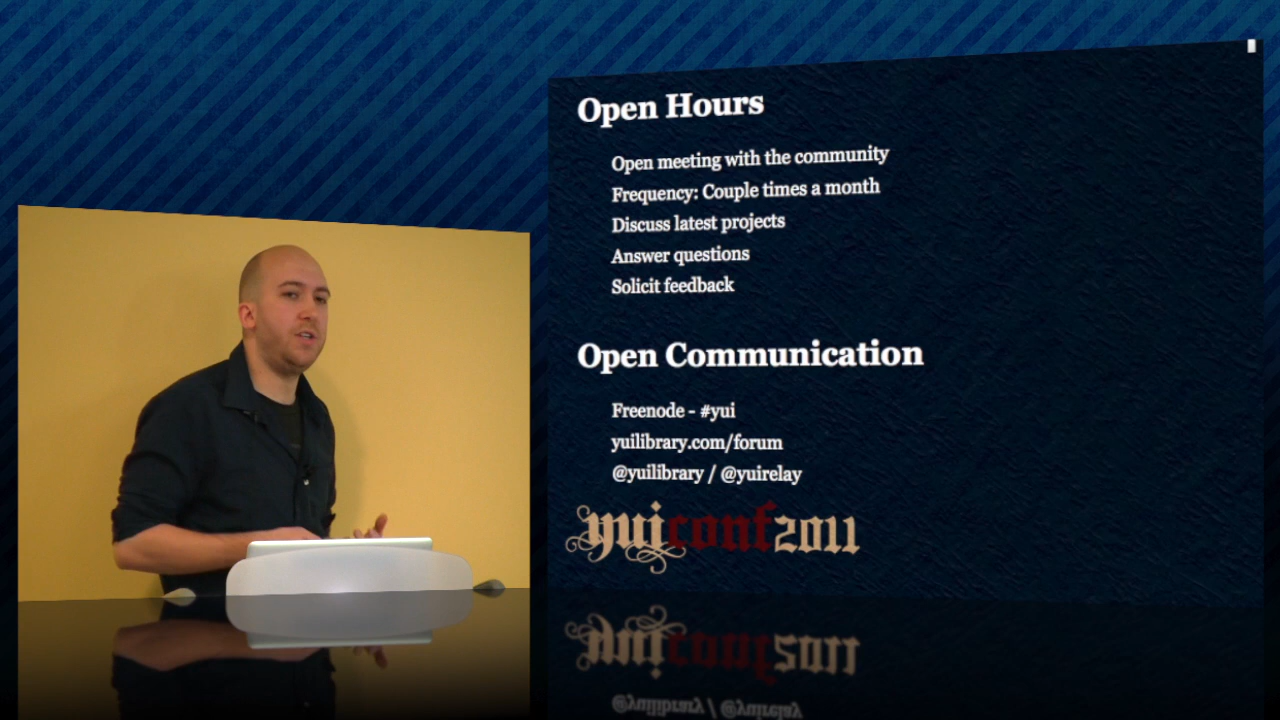 Open Hours
Open meeting with the community
Frequency: Couple times a month
Discuss latest projects
Answer questions
Solicit feedback
Open Communication
Freenode - #yui
yuilibrary.com/forum
@yuilibrary / @yuirelay
yuiconf2011